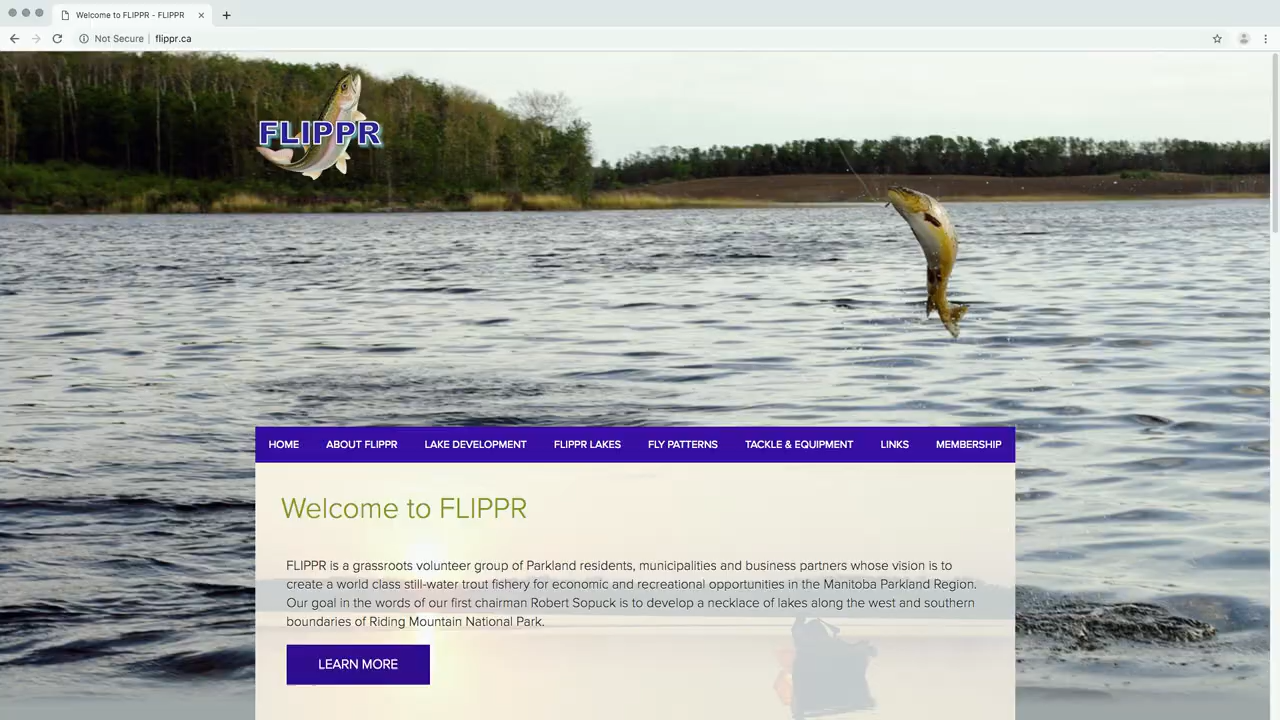 Welcome to FLIPPR - FLIPPR
Not Secure | flippr.ca
FLIPPR
HOME ABOUT FLIPPR LAKE DEVELOPMENT FLIPPR LAKES FLY PATTERNS TACKLE & EQUIPMENT LINKS MEMBERSHIP
Welcome to FLIPPR
FLIPPR is a grassroots volunteer group of Parkland residents, municipalities and business partners whose vision is to
create a world class still-water trout fishery for economic and recreational opportunities in the Manitoba Parkland Region.
Our goal in the words of our first chairman Robert Sopuck is to develop a necklace of lakes along the west and southern
boundaries of Riding Mountain National Park.
LEARN MORE